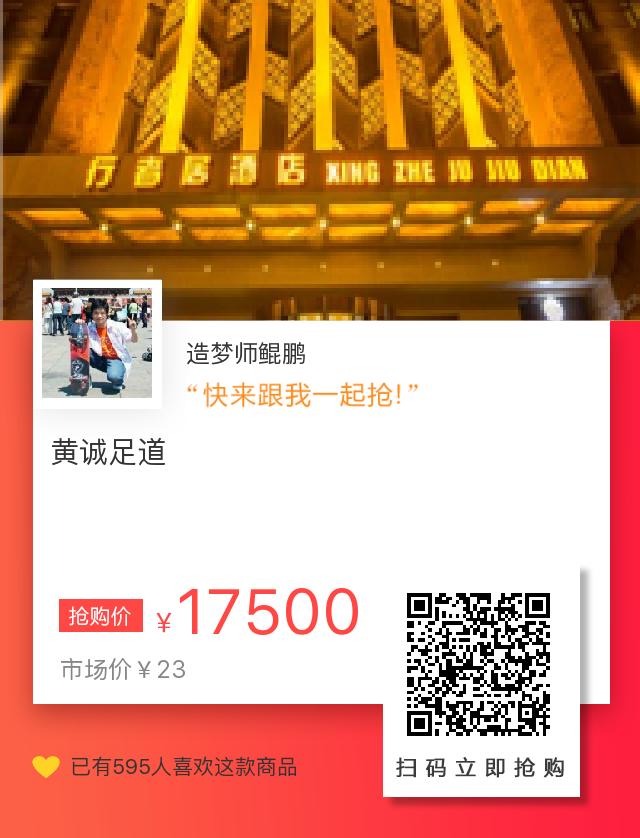 行者居酒店 XING ZHE JU JIU DIAN
造梦师鲲鹏
“快来跟我一起抢!”
黄诚足道
抢购价 ¥17500
市场价¥23
已有595人喜欢这款商品
扫码立即抢购